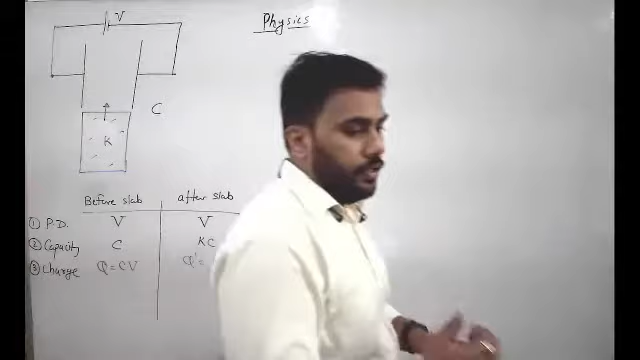 V
Physics
C
K
Before slab after slab
① P.D. V V
② Capacity C KC
③ Charge Q = CV Q' =